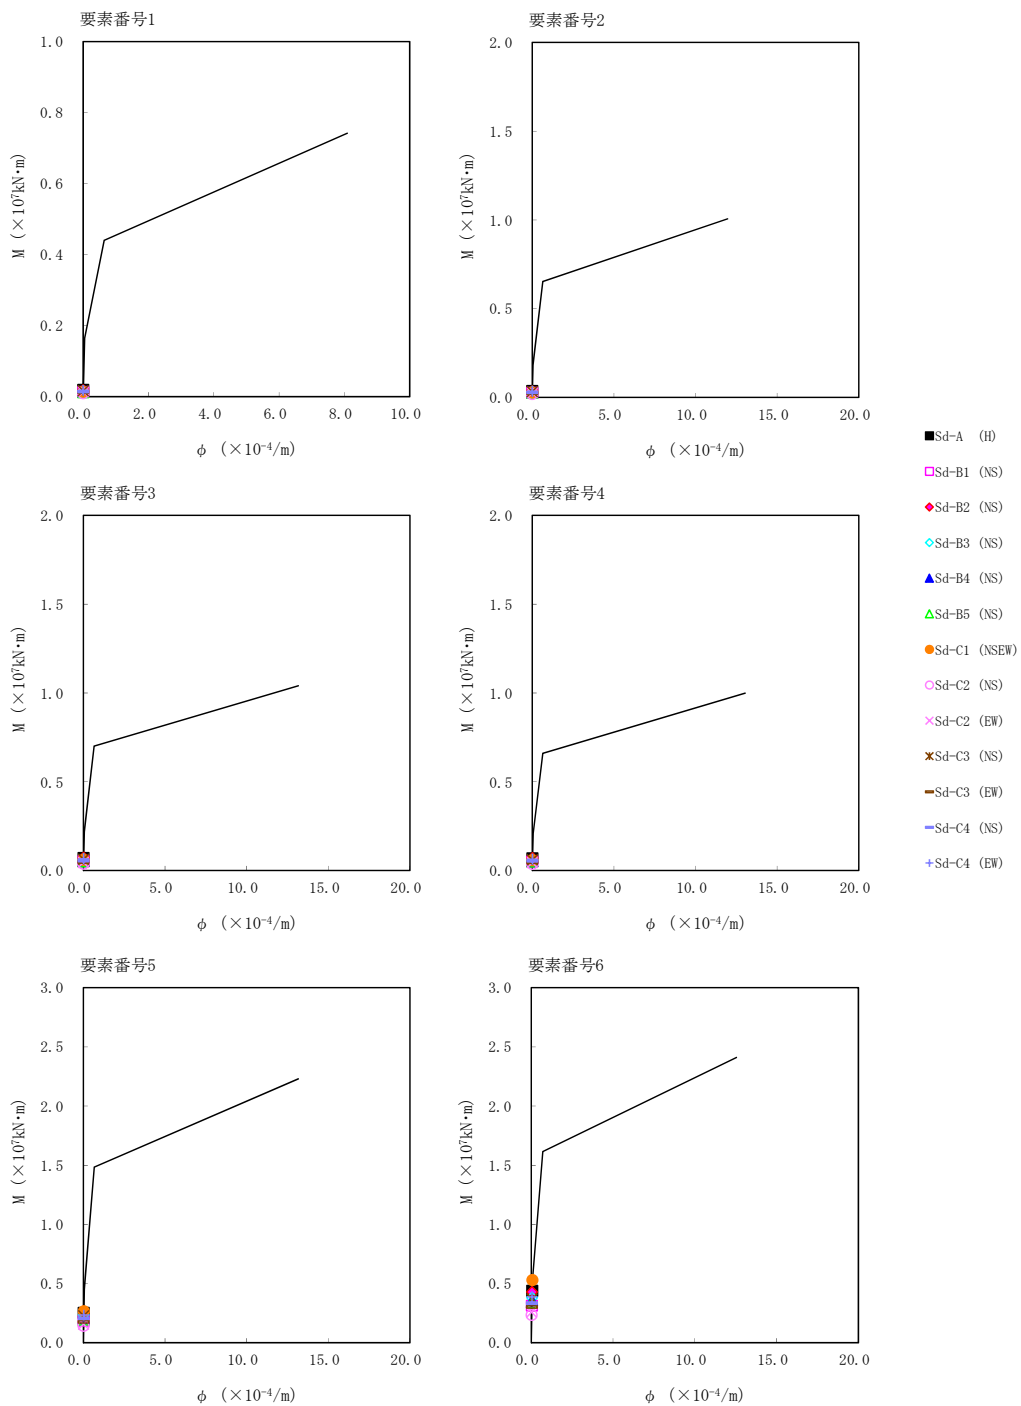 要素番号1
1.0
0.8
0.6
0.4
0.2
0.0
M (×10⁷kN・m)
0.0 2.0 4.0 6.0 8.0 10.0
φ (×10⁻⁴/m)
要素番号2
2.0
1.5
1.0
0.5
0.0
M (×10⁷kN・m)
0.0 5.0 10.0 15.0 20.0
φ (×10⁻⁴/m)
要素番号3
2.0
1.5
1.0
0.5
0.0
M (×10⁷kN・m)
0.0 5.0 10.0 15.0 20.0
φ (×10⁻⁴/m)
要素番号4
2.0
1.5
1.0
0.5
0.0
M (×10⁷kN・m)
0.0 5.0 10.0 15.0 20.0
φ (×10⁻⁴/m)
要素番号5
3.0
2.5
2.0
1.5
1.0
0.5
0.0
M (×10⁷kN・m)
0.0 5.0 10.0 15.0 20.0
φ (×10⁻⁴/m)
要素番号6
3.0
2.5
2.0
1.5
1.0
0.5
0.0
M (×10⁷kN・m)
0.0 5.0 10.0 15.0 20.0
φ (×10⁻⁴/m)
Sd-A (H)
Sd-B1 (NS)
Sd-B2 (NS)
Sd-B3 (NS)
Sd-B4 (NS)
Sd-B5 (NS)
Sd-C1 (NSEW)
Sd-C2 (NS)
Sd-C2 (EW)
Sd-C3 (NS)
Sd-C3 (EW)
Sd-C4 (NS)
Sd-C4 (EW)